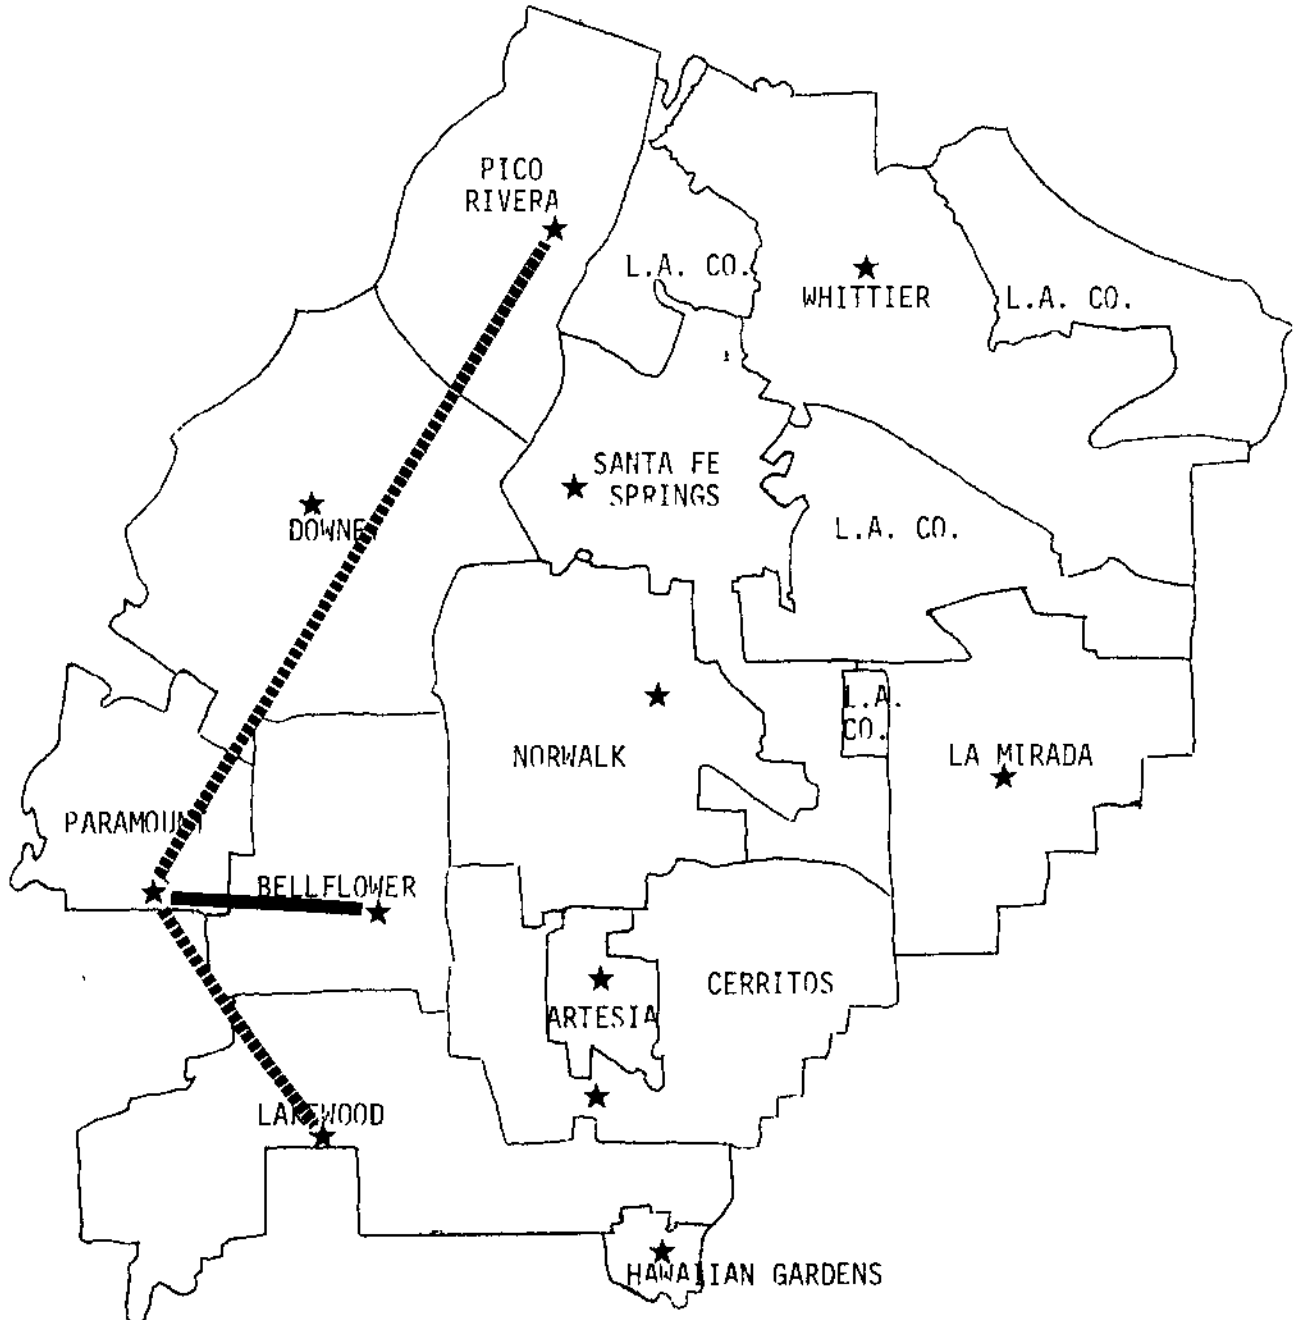 PICO
RIVERA
L.A. CO.
WHITTIER
L.A. CO.
SANTA FE
SPRINGS
DOWNE
L.A. CO.
L.A.
CO.
NORWALK
LA MIRADA
PARAMOUNT
BELLFLOWER
CERRITOS
ARTESIA
LAKEWOOD
HAWAIIAN GARDENS